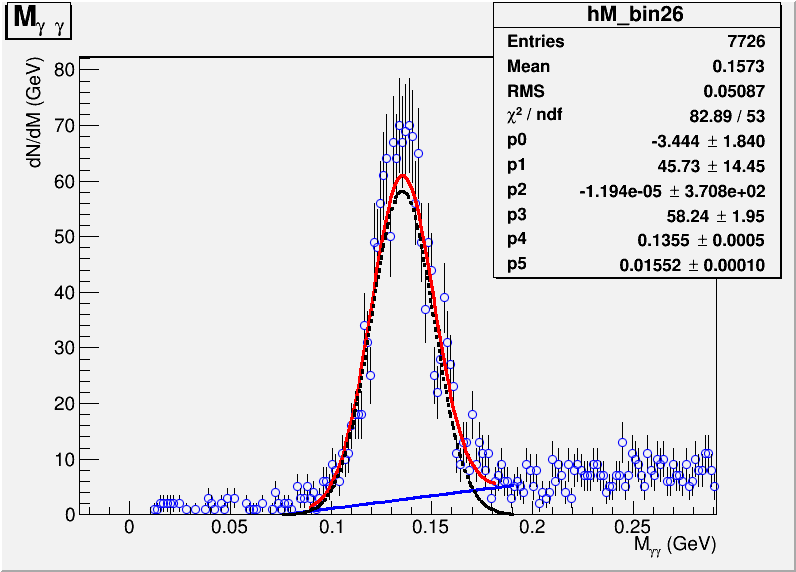 M γ γ
hM_bin26
Entries 7726
Mean 0.1573
RMS 0.05087
χ² / ndf 82.89 / 53
p0 -3.444 ± 1.840
p1 45.73 ± 14.45
p2 -1.194e-05 ± 3.708e+02
p3 58.24 ± 1.95
p4 0.1355 ± 0.0005
p5 0.01552 ± 0.00010
dN/dM (GeV)
80
70
60
50
40
30
20
10
0
0 0.05 0.1 0.15 0.2 0.25
Mγγ (GeV)